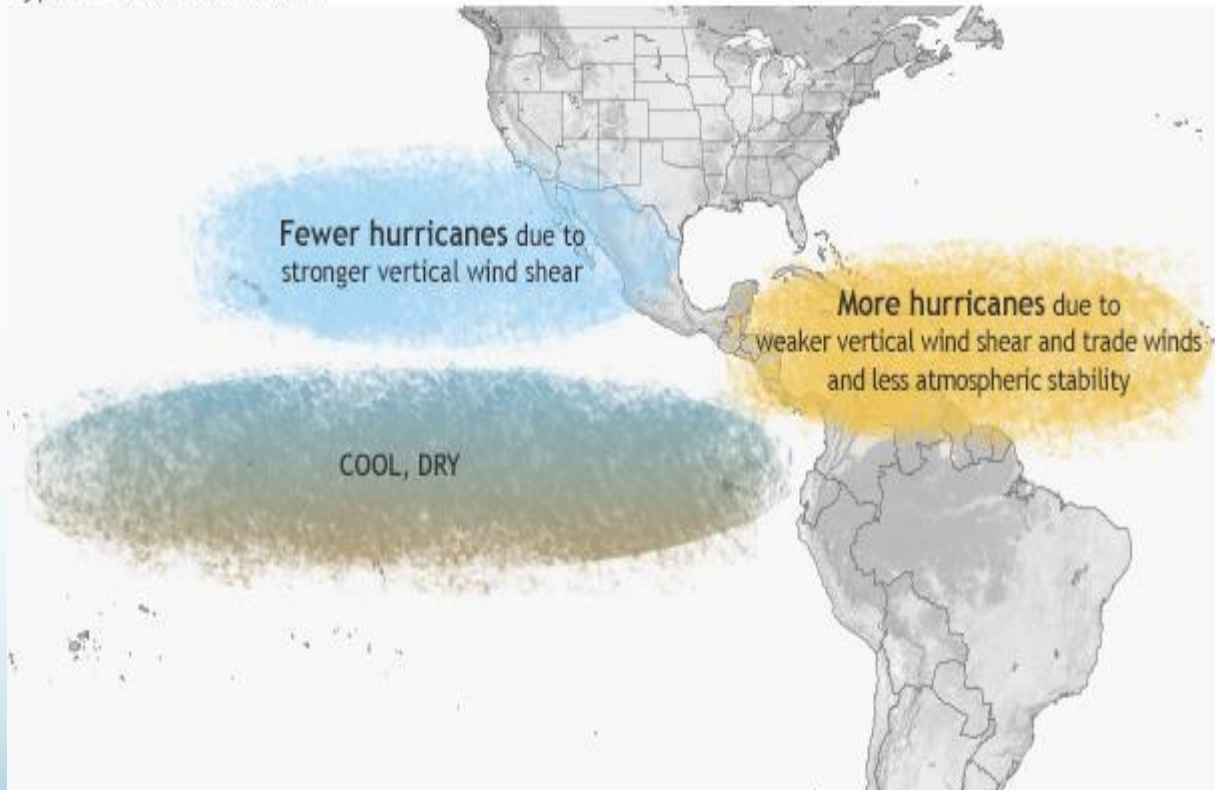 Fewer hurricanes due to
stronger vertical wind shear
More hurricanes due to
weaker vertical wind shear and trade winds
and less atmospheric stability
COOL, DRY